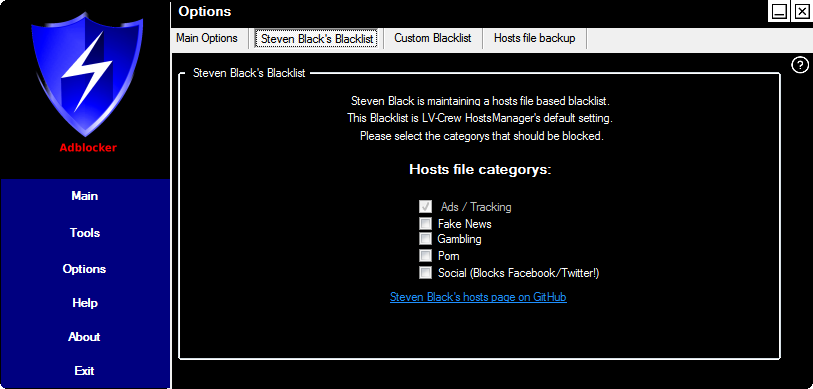 Options
Main Options
Steven Black's Blacklist
Custom Blacklist
Hosts file backup
Adblocker
Main
Tools
Options
Help
About
Exit
Steven Black's Blacklist
?
Steven Black is maintaining a hosts file based blacklist.
This Blacklist is LV-Crew HostsManager's default setting.
Please select the categorys that should be blocked.
Hosts file categorys:
Ads / Tracking
Fake News
Gambling
Porn
Social (Blocks Facebook/Twitter!)
Steven Black's hosts page on GitHub